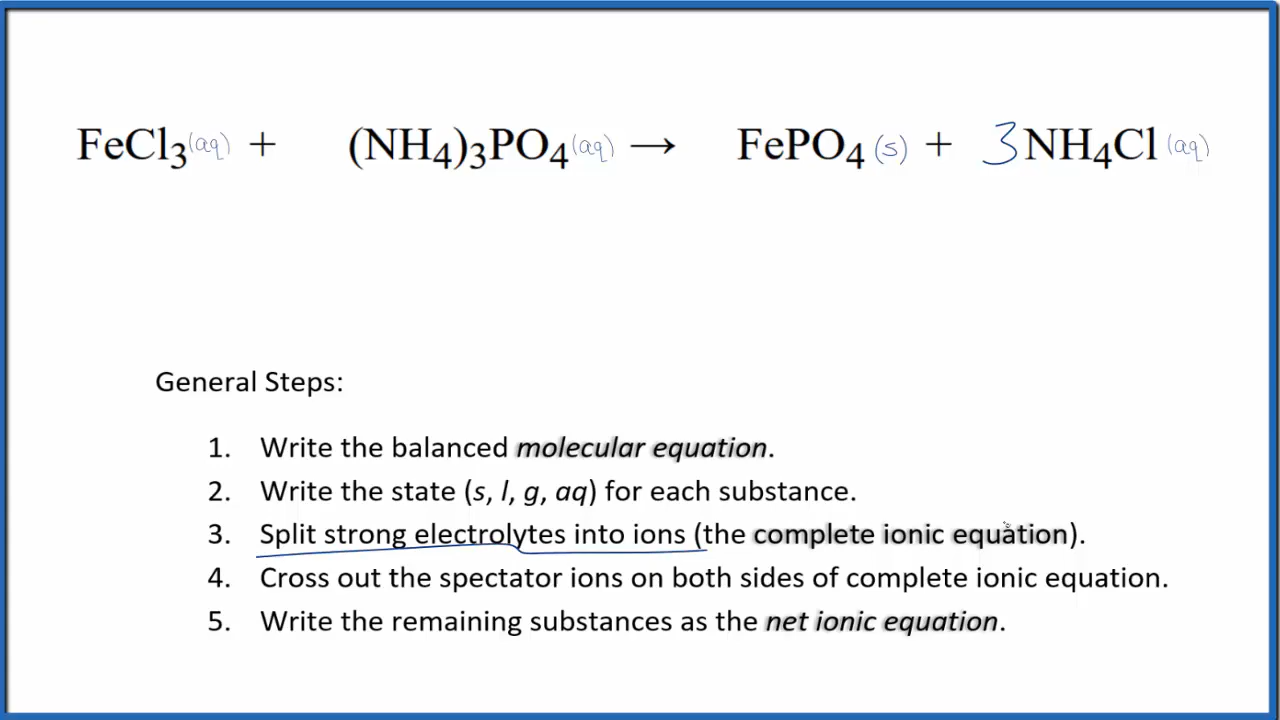 FeCl₃(aq) + (NH₄)₃PO₄(aq) → FePO₄(s) + 3NH₄Cl(aq)
General Steps:
1. Write the balanced molecular equation.
2. Write the state (s, l, g, aq) for each substance.
3. Split strong electrolytes into ions (the complete ionic equation).
4. Cross out the spectator ions on both sides of complete ionic equation.
5. Write the remaining substances as the net ionic equation.